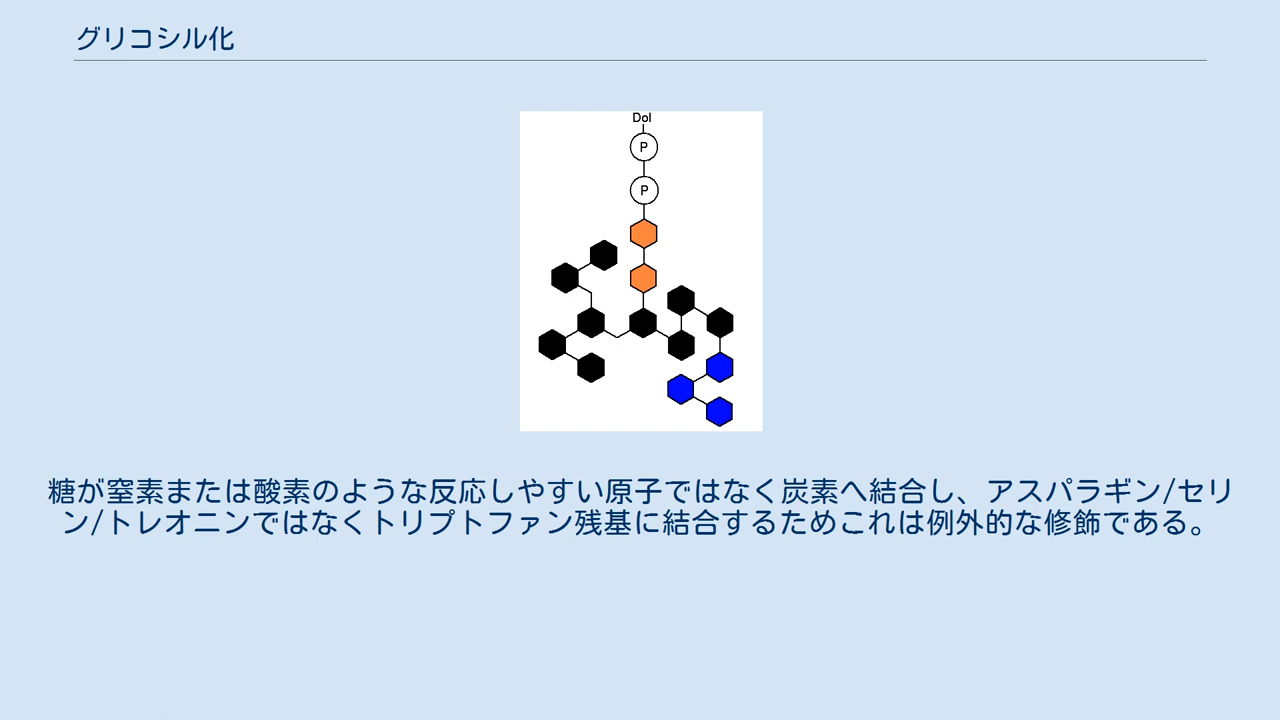 グリコシル化
Dol
P
P
糖が窒素または酸素のような反応しやすい原子ではなく炭素へ結合し、アスパラギン/セリ
ン/トレオニンではなくトリプトファン残基に結合するためこれは例外的な修飾である。